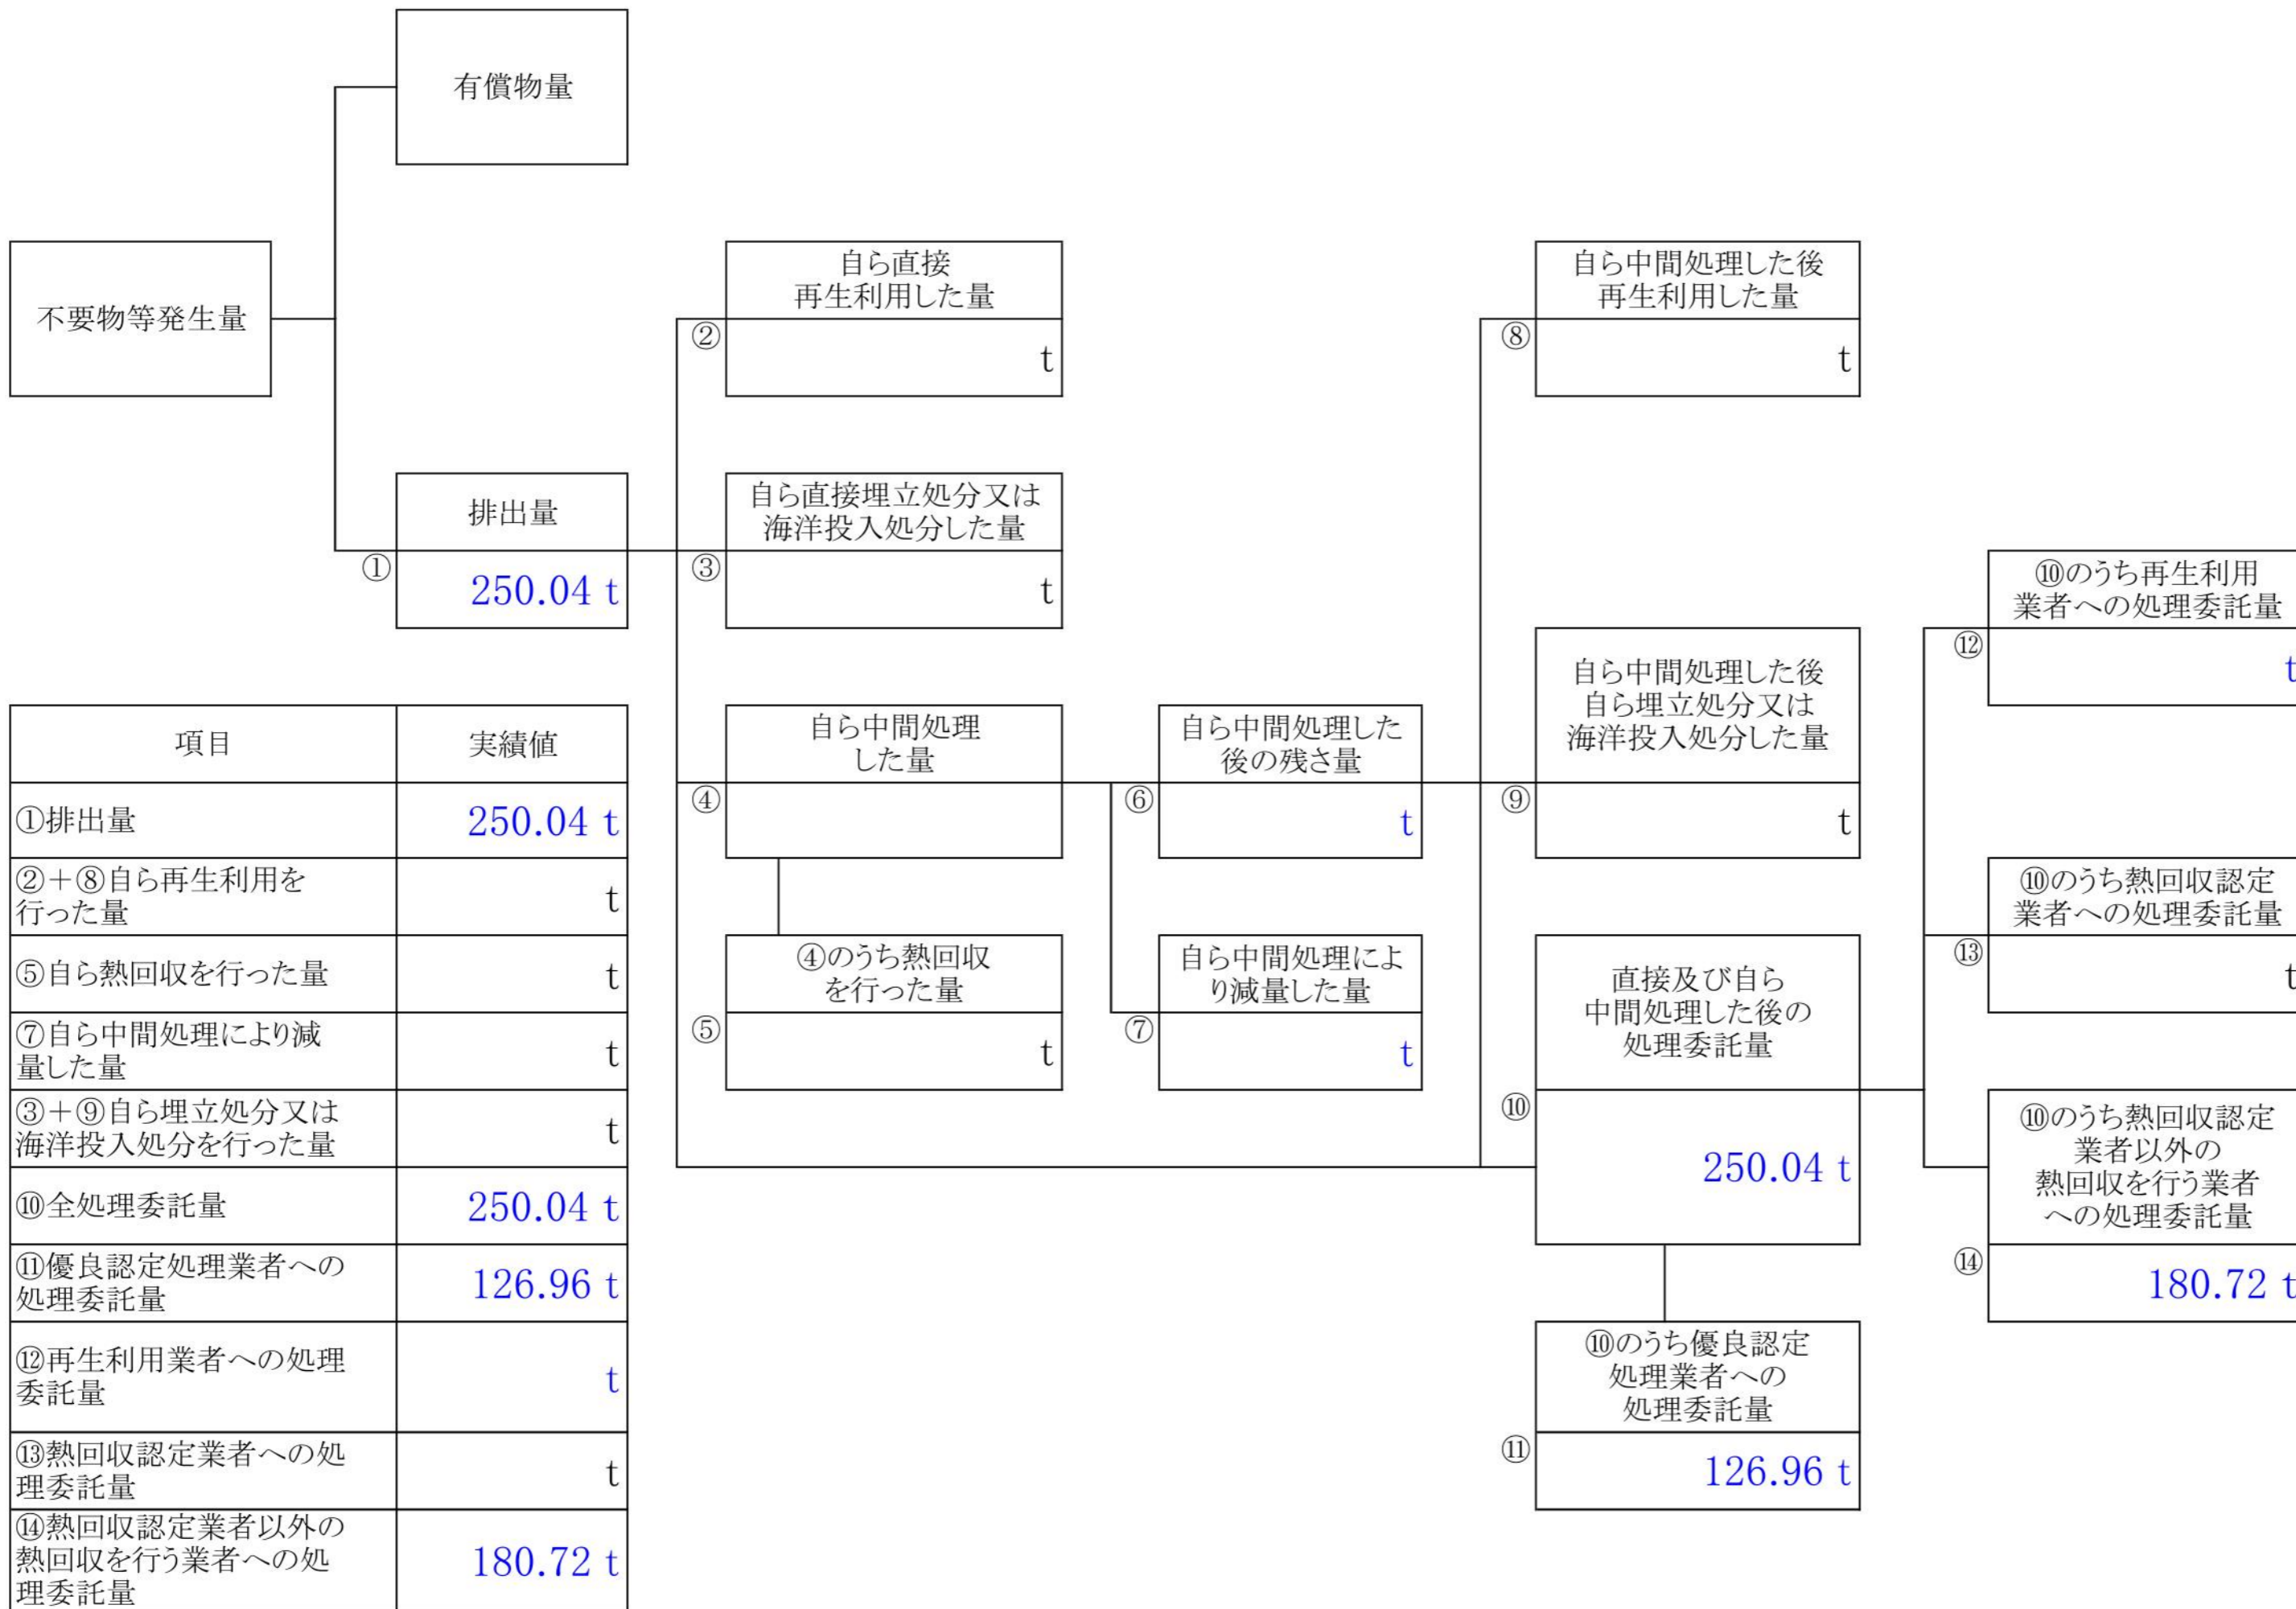 有償物量
不要物等発生量
自ら直接
再生利用した量
②
t
自ら中間処理した後
再生利用した量
⑧
t
排出量
①
250.04 t
自ら直接埋立処分又は
海洋投入処分した量
③
t
⑩のうち再生利用
業者への処理委託量
⑫
t
自ら中間処理
した量
④
自ら中間処理した
後の残さ量
⑥
t
自ら中間処理した後
自ら埋立処分又は
海洋投入処分した量
⑨
t
⑩のうち熱回収認定
業者への処理委託量
⑬
t
④のうち熱回収
を行った量
⑤
t
自ら中間処理によ
り減量した量
⑦
t
直接及び自ら
中間処理した後の
処理委託量
⑩
250.04 t
⑩のうち熱回収認定
業者以外の
熱回収を行う業者
への処理委託量
⑭
180.72 t
⑩のうち優良認定
処理業者への
処理委託量
⑪
126.96 t
項目 実績値
①排出量 250.04 t
②+⑧自ら再生利用を
行った量 t
⑤自ら熱回収を行った量 t
⑦自ら中間処理により減
量した量 t
③+⑨自ら埋立処分又は
海洋投入処分を行った量 t
⑩全処理委託量 250.04 t
⑪優良認定処理業者への
処理委託量 126.96 t
⑫再生利用業者への処理
委託量 t
⑬熱回収認定業者への処
理委託量 t
⑭熱回収認定業者以外の
熱回収を行う業者への処
理委託量 180.72 t